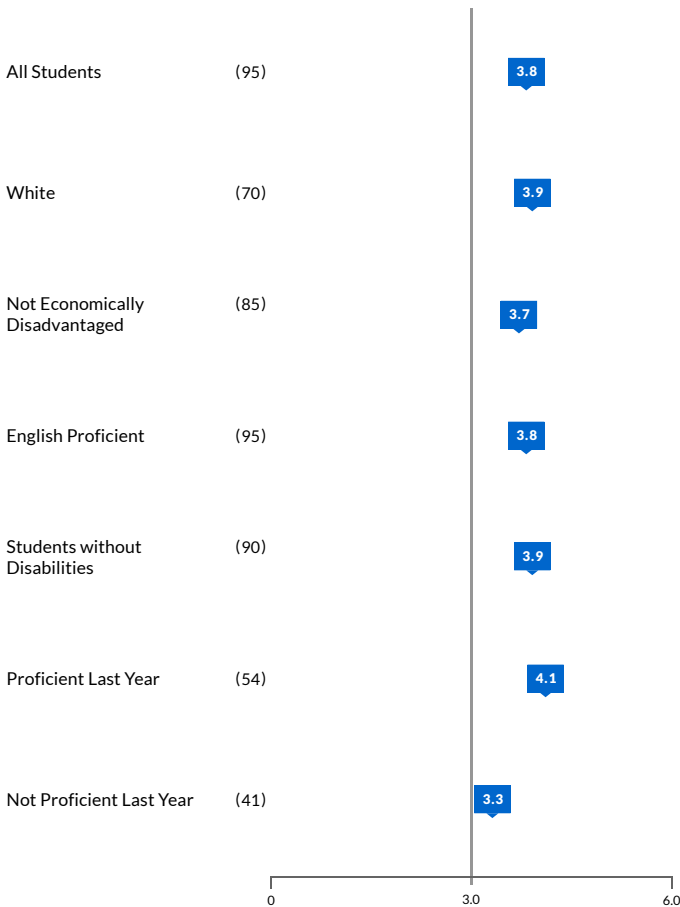 All Students (95) 3.8
White (70) 3.9
Not Economically (85)
Disadvantaged 3.7
English Proficient (95) 3.8
Students without (90)
Disabilities 3.9
Proficient Last Year (54) 4.1
Not Proficient Last Year (41) 3.3
0 3.0 6.0